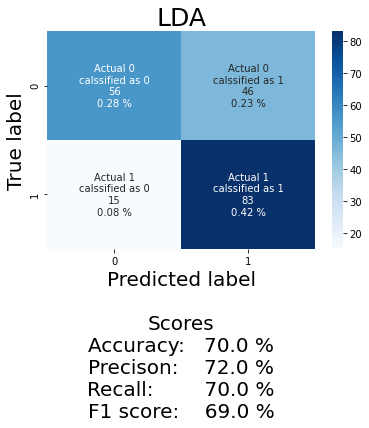 LDA
Actual 0
calssified as 0
56
0.28 %
Actual 0
calssified as 1
46
0.23 %
Actual 1
calssified as 0
15
0.08 %
Actual 1
calssified as 1
83
0.42 %
True label
0
1
0
1
Predicted label
80
70
60
50
40
30
20
Scores
Accuracy: 70.0 %
Precison: 72.0 %
Recall: 70.0 %
F1 score: 69.0 %